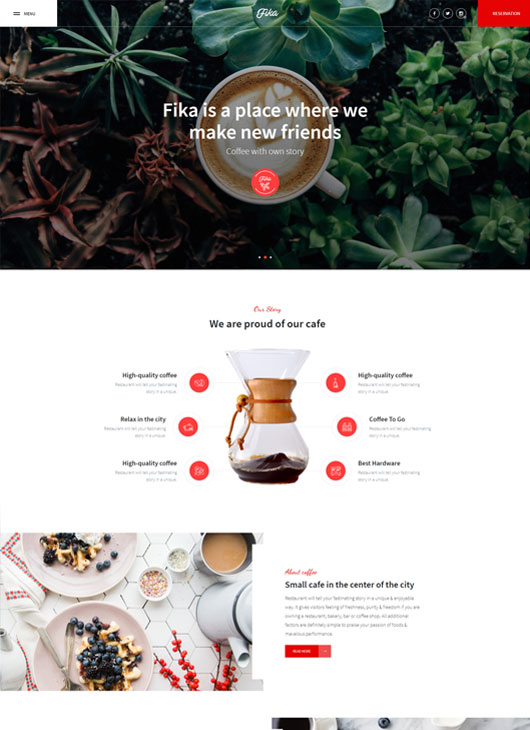 MENU
Fika
RESERVATION
Fika is a place where we
make new friends
Coffee with own story
Fika
Our Story
We are proud of our cafe
High-quality coffee
Restaurant will tell your fascinating
story in a unique.
High-quality coffee
Restaurant will tell your fascinating
story in a unique.
Relax in the city
Restaurant will tell your fascinating
story in a unique.
Coffee To Go
Restaurant will tell your fascinating
story in a unique.
High-quality coffee
Restaurant will tell your fascinating
story in a unique.
Best Hardware
Restaurant will tell your fascinating
story in a unique.
About coffee
Small cafe in the center of the city
Restaurant will tell your fascinating story in a unique & enjoyable
way. It gives visitors feeling of freshness, purity & freedom if you are
owning a restaurant, bakery, bar or coffee shop. All additional
factors are definitely simple to praise your passion of foods &
marvelous performance.
READ MORE